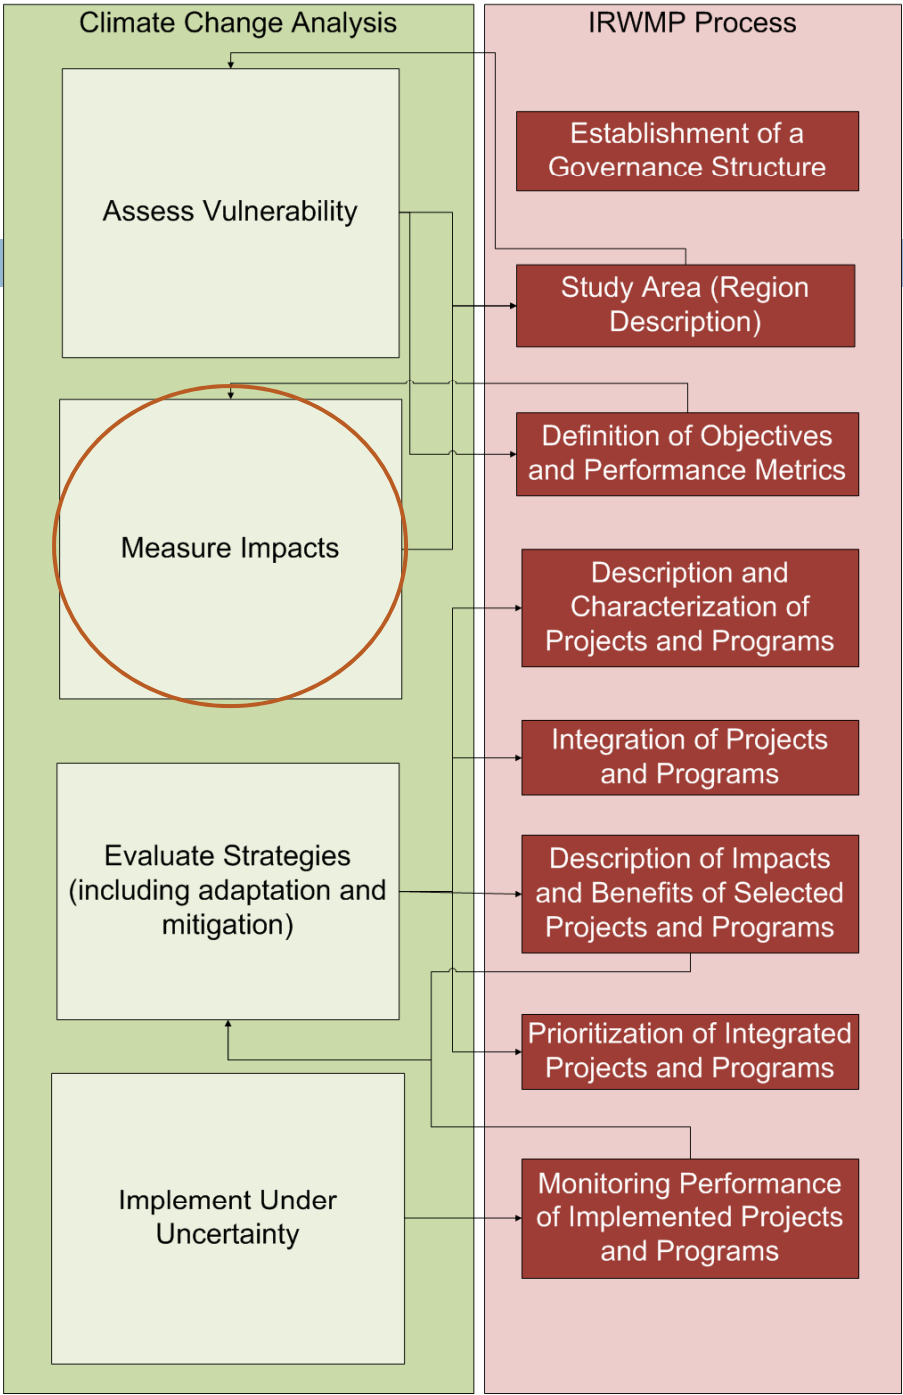 Climate Change Analysis
Assess Vulnerability
Measure Impacts
Evaluate Strategies
(including adaptation and
mitigation)
Implement Under
Uncertainty
IRWMP Process
Establishment of a
Governance Structure
Study Area (Region
Description)
Definition of Objectives
and Performance Metrics
Description and
Characterization of
Projects and Programs
Integration of Projects
and Programs
Description of Impacts
and Benefits of Selected
Projects and Programs
Prioritization of Integrated
Projects and Programs
Monitoring Performance
of Implemented Projects
and Programs